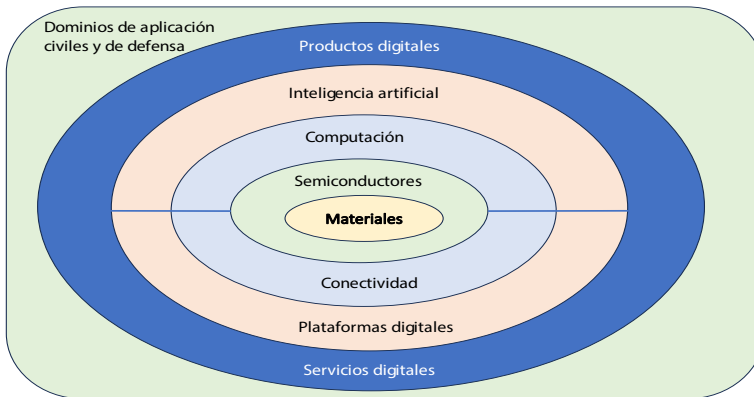 Dominios de aplicación
civiles y de defensa
Productos digitales
Inteligencia artificial
Computación
Semiconductores
Materiales
Conectividad
Plataformas digitales
Servicios digitales